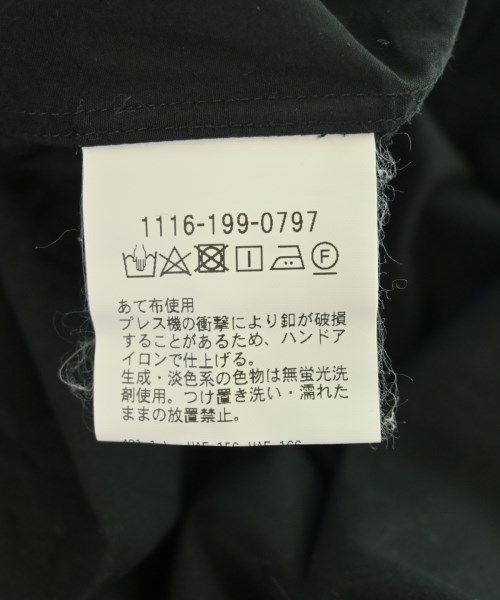 1116-199-0797
F
あて布使用
プレス機の衝撃により釦が破損
することがあるため、ハンドア
イロンで仕上げる。
生成・淡色系の色物は無蛍光洗
剤使用。つけ置き洗い・濡れた
ままの放置禁止。